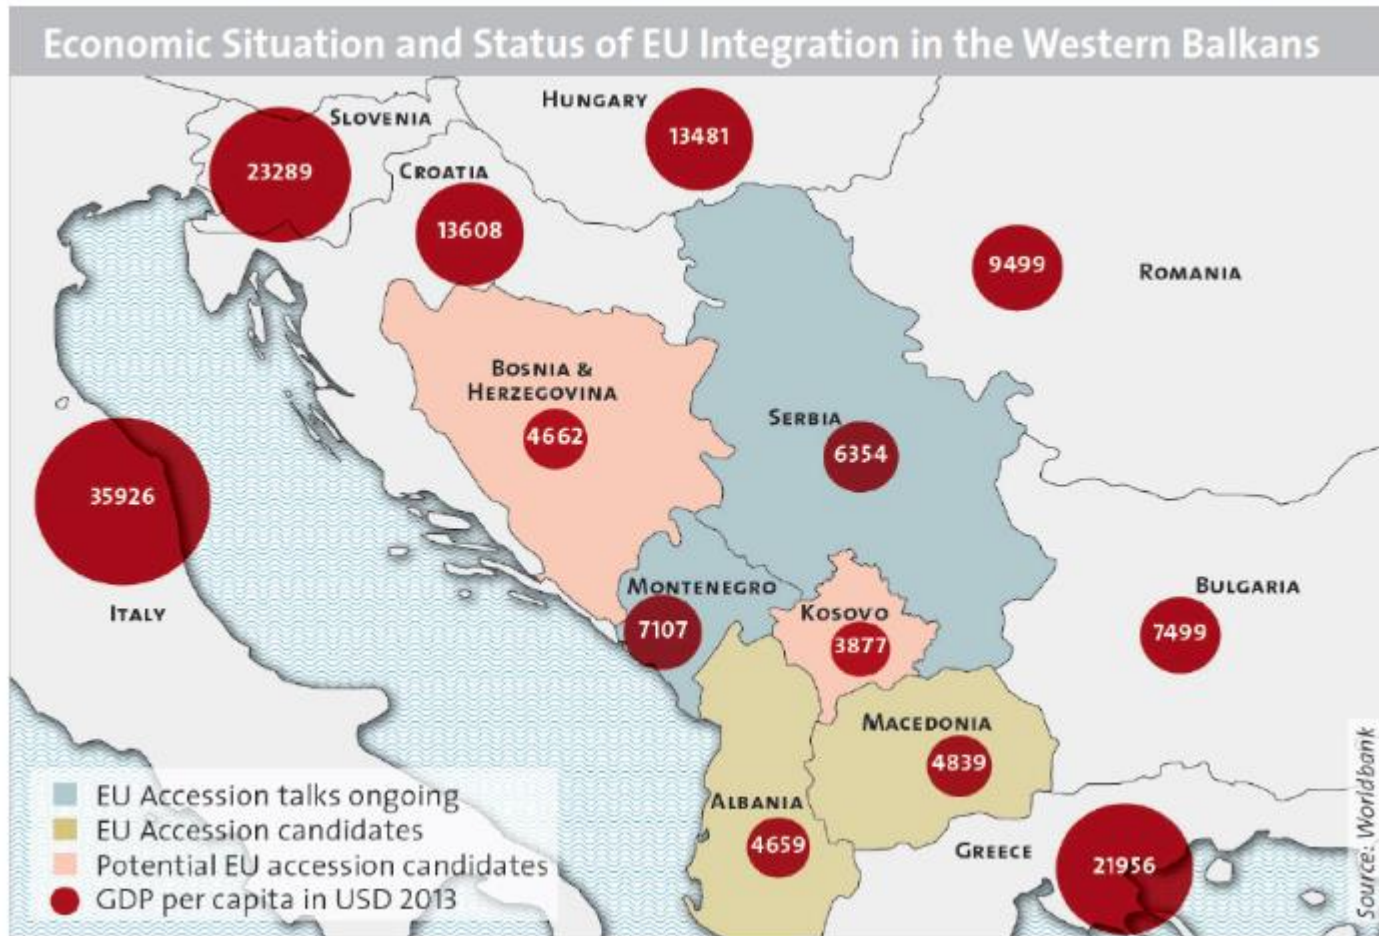 Economic Situation and Status of EU Integration in the Western Balkans
HUNGARY
13481
SLOVENIA
23289
CROATIA
13608
9499
ROMANIA
BOSNIA &
HERZEGOVINA
4662
SERBIA
6354
35926
ITALY
MONTENEGRO
7107
KOSOVO
3877
BULGARIA
7499
MACEDONIA
4839
ALBANIA
4659
GREECE
21956
EU Accession talks ongoing
EU Accession candidates
Potential EU accession candidates
GDP per capita in USD 2013
Source: Worldbank